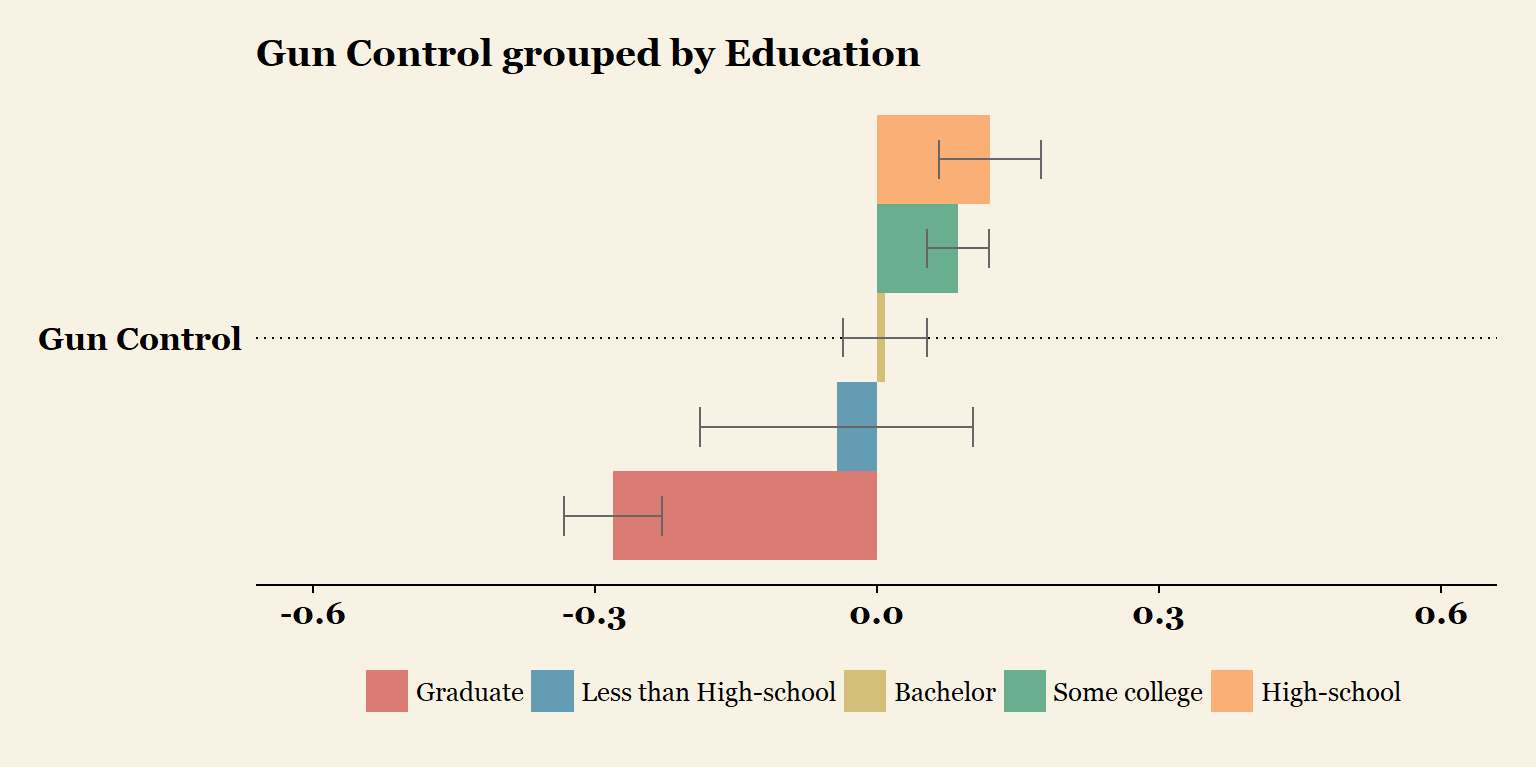 Gun Control grouped by Education
Gun Control
-0.6 -0.3 0.0 0.3 0.6
Graduate Less than High-school Bachelor Some college High-school